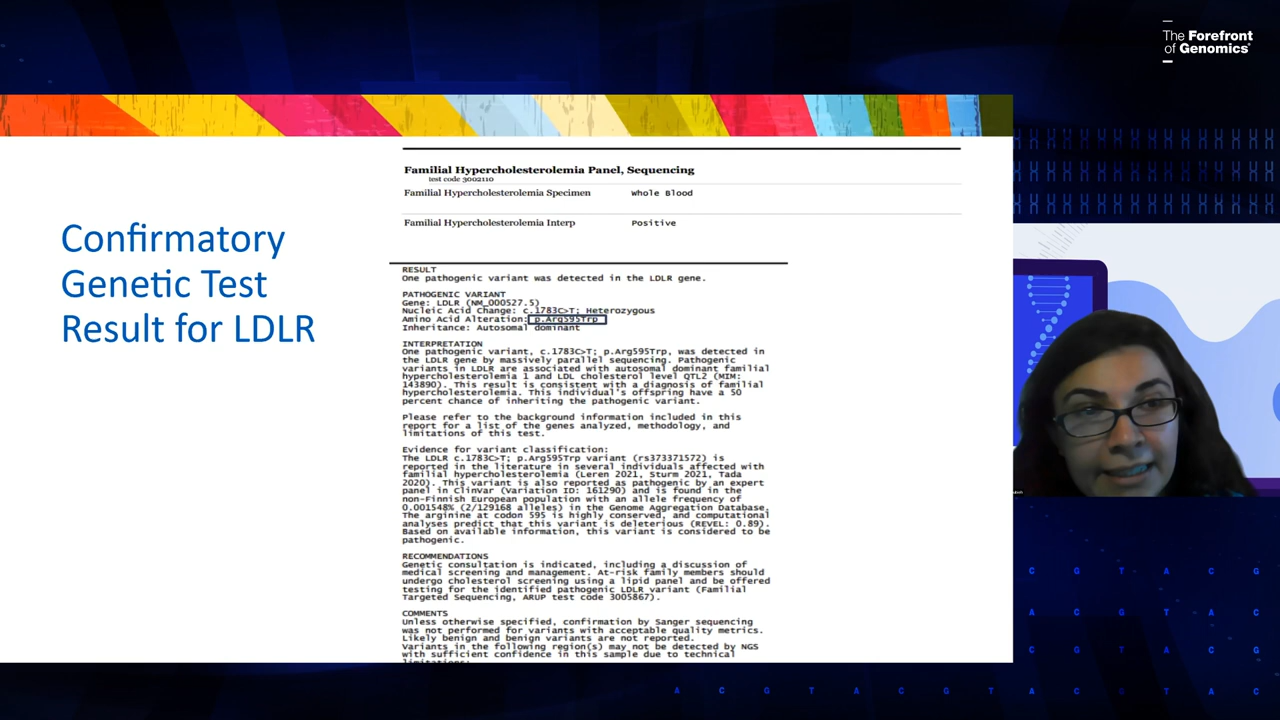 The Forefront
of Genomics®
Confirmatory
Genetic Test
Result for LDLR
Familial Hypercholesterolemia Panel, Sequencing
test code 3002110
Familial Hypercholesterolemia Specimen Whole Blood
Familial Hypercholesterolemia Interp Positive
RESULT
One pathogenic variant was detected in the LDLR gene.
PATHOGENIC VARIANT
Gene: LDLR (NM_000527.5)
Nucleic Acid Change: c.1783C>T; Heterozygous
Amino Acid Alteration: p.Arg595Trp
Inheritance: Autosomal dominant
INTERPRETATION
One pathogenic variant, c.1783C>T; p.Arg595Trp, was detected in
the LDLR gene by massively parallel sequencing. Pathogenic
variants in LDLR are associated with autosomal dominant familial
hypercholesterolemia 1 and LDL cholesterol level QTL2 (MIM:
143890). This result is consistent with a diagnosis of familial
hypercholesterolemia. This individual's offspring have a 50
percent chance of inheriting the pathogenic variant.
Please refer to the background information included in this
report for a list of the genes analyzed, methodology, and
limitations of this test.
Evidence for variant classification:
The LDLR c.1783C>T; p.Arg595Trp variant (rs373371572) is
reported in the literature in several individuals affected with
familial hypercholesterolemia (Leren 2021, Sturm 2021, Tada
2020). This variant is also reported as pathogenic by an expert
panel in ClinVar (Variation ID: 161290) and is found in the
non-Finnish European population with an allele frequency of
0.001548% (2/129168 alleles) in the Genome Aggregation Database.
The arginine at codon 595 is highly conserved, and computational
analyses predict that this variant is deleterious (REVEL: 0.89).
Based on available information, this variant is considered to be
pathogenic.
RECOMMENDATIONS
Genetic consultation is indicated, including a discussion of
medical screening and management. At-risk family members should
undergo cholesterol screening using a lipid panel and be offered
testing for the identified pathogenic LDLR variant (Familial
Targeted Sequencing, ARUP test code 3005867).
COMMENTS
Unless otherwise specified, confirmation by Sanger sequencing
was not performed for variants with acceptable quality metrics.
Likely benign and benign variants are not reported.
Variants in the following region(s) may not be detected by NGS
with sufficient confidence in this sample due to technical
limitations:
C G T A C G
A C G T A C
A C G T A C G
A C G T A C G T A C G T A C